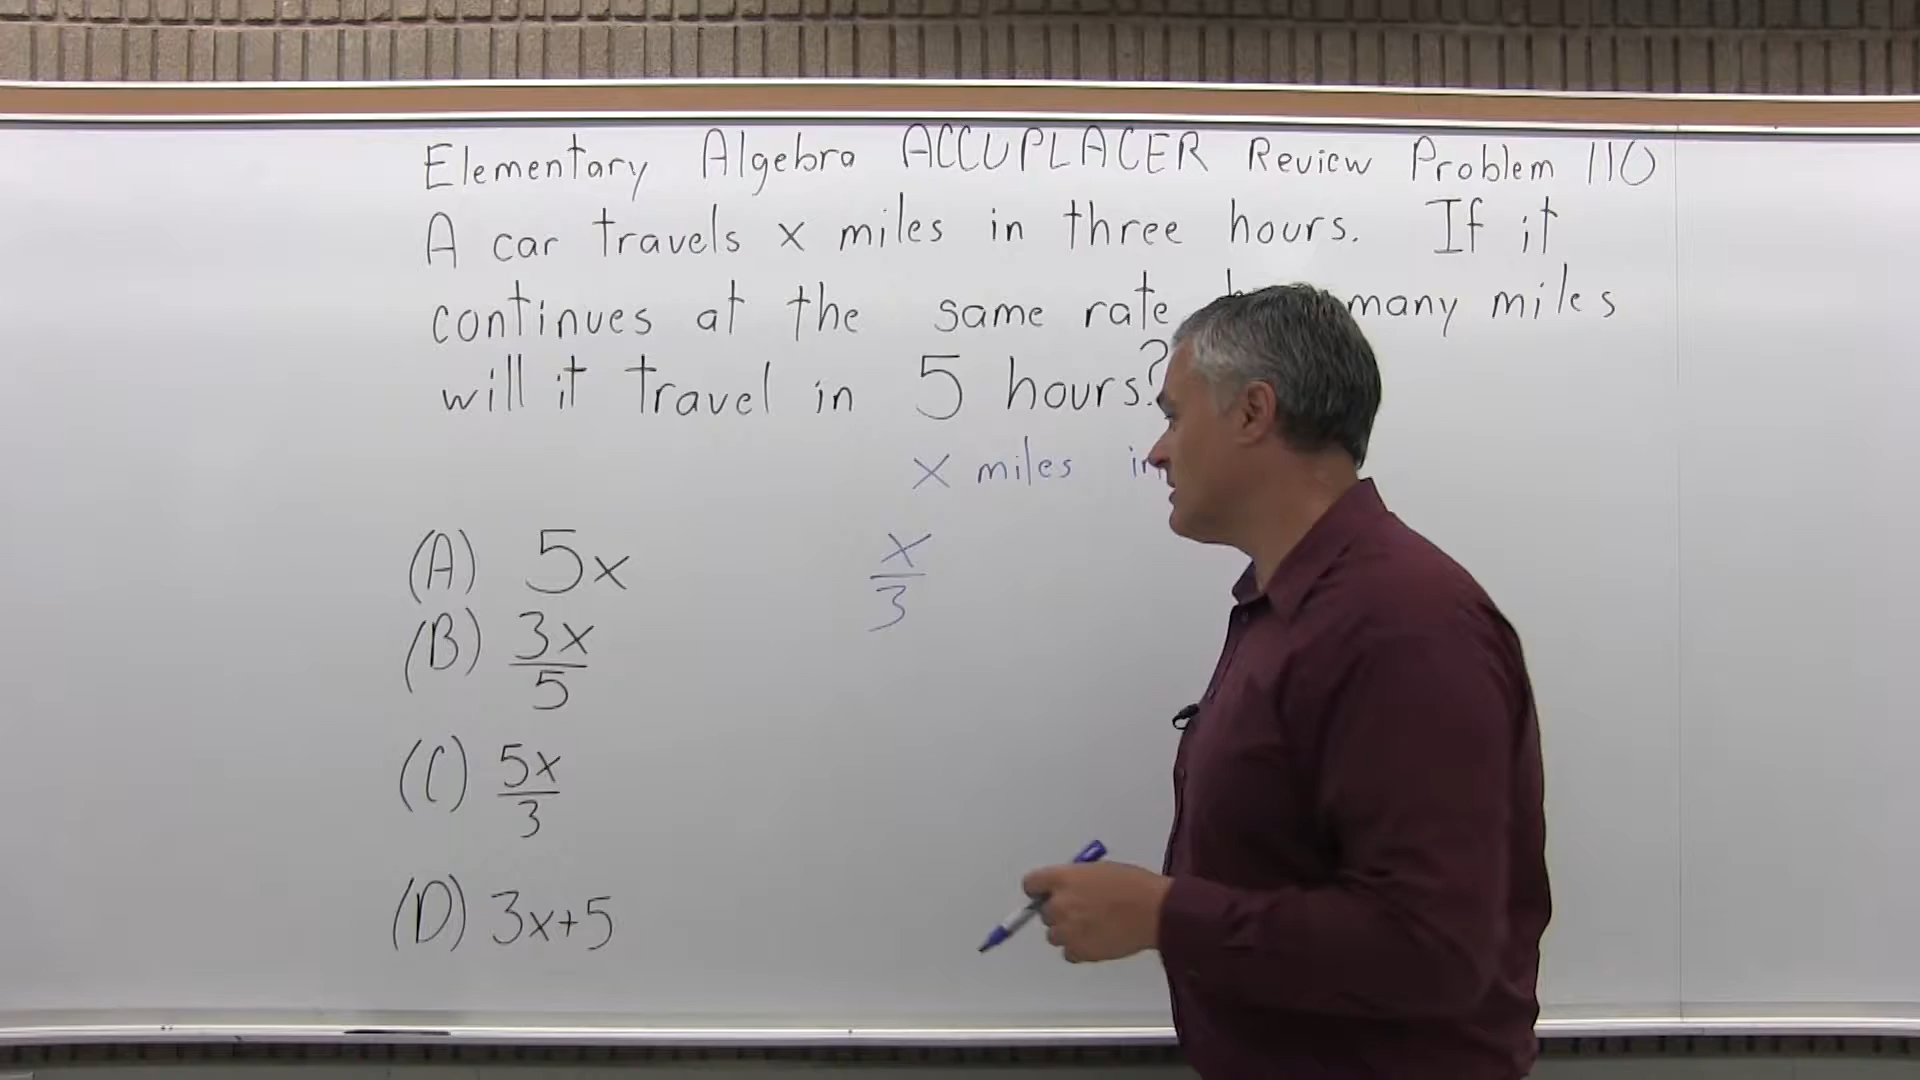 Elementary Algebra ACCUPLACER Review Problem 110
A car travels x miles in three hours. If it
continues at the same rate many miles
will it travel in 5 hours?
x miles in
x
3
(A) 5x
(B) 3x
5
(C) 5x
3
(D) 3x+5